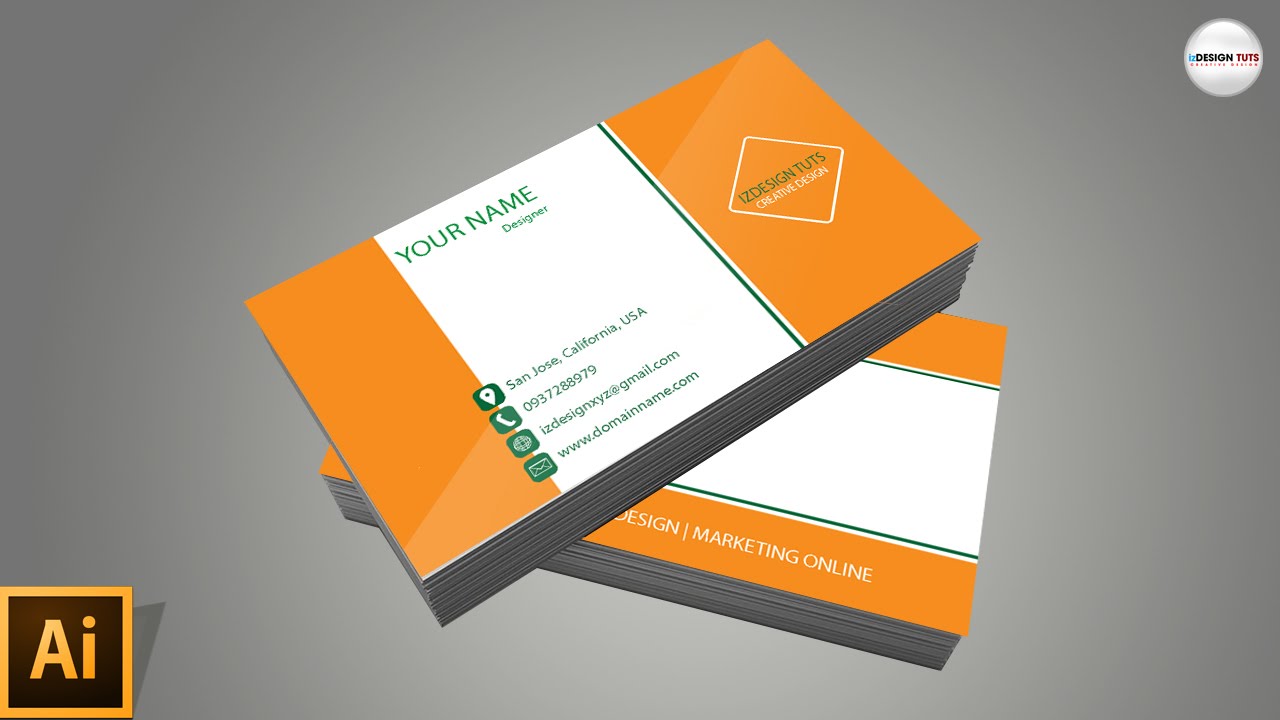 izDESIGN TUTS
CREATIVE DESIGN
IZDESIGN TUTS
CREATIVE DESIGN
YOUR NAME
Designer
San Jose, California, USA
0937288979
izdesignxyz@gmail.com
www.domainname.com
DESIGN | MARKETING ONLINE
Ai